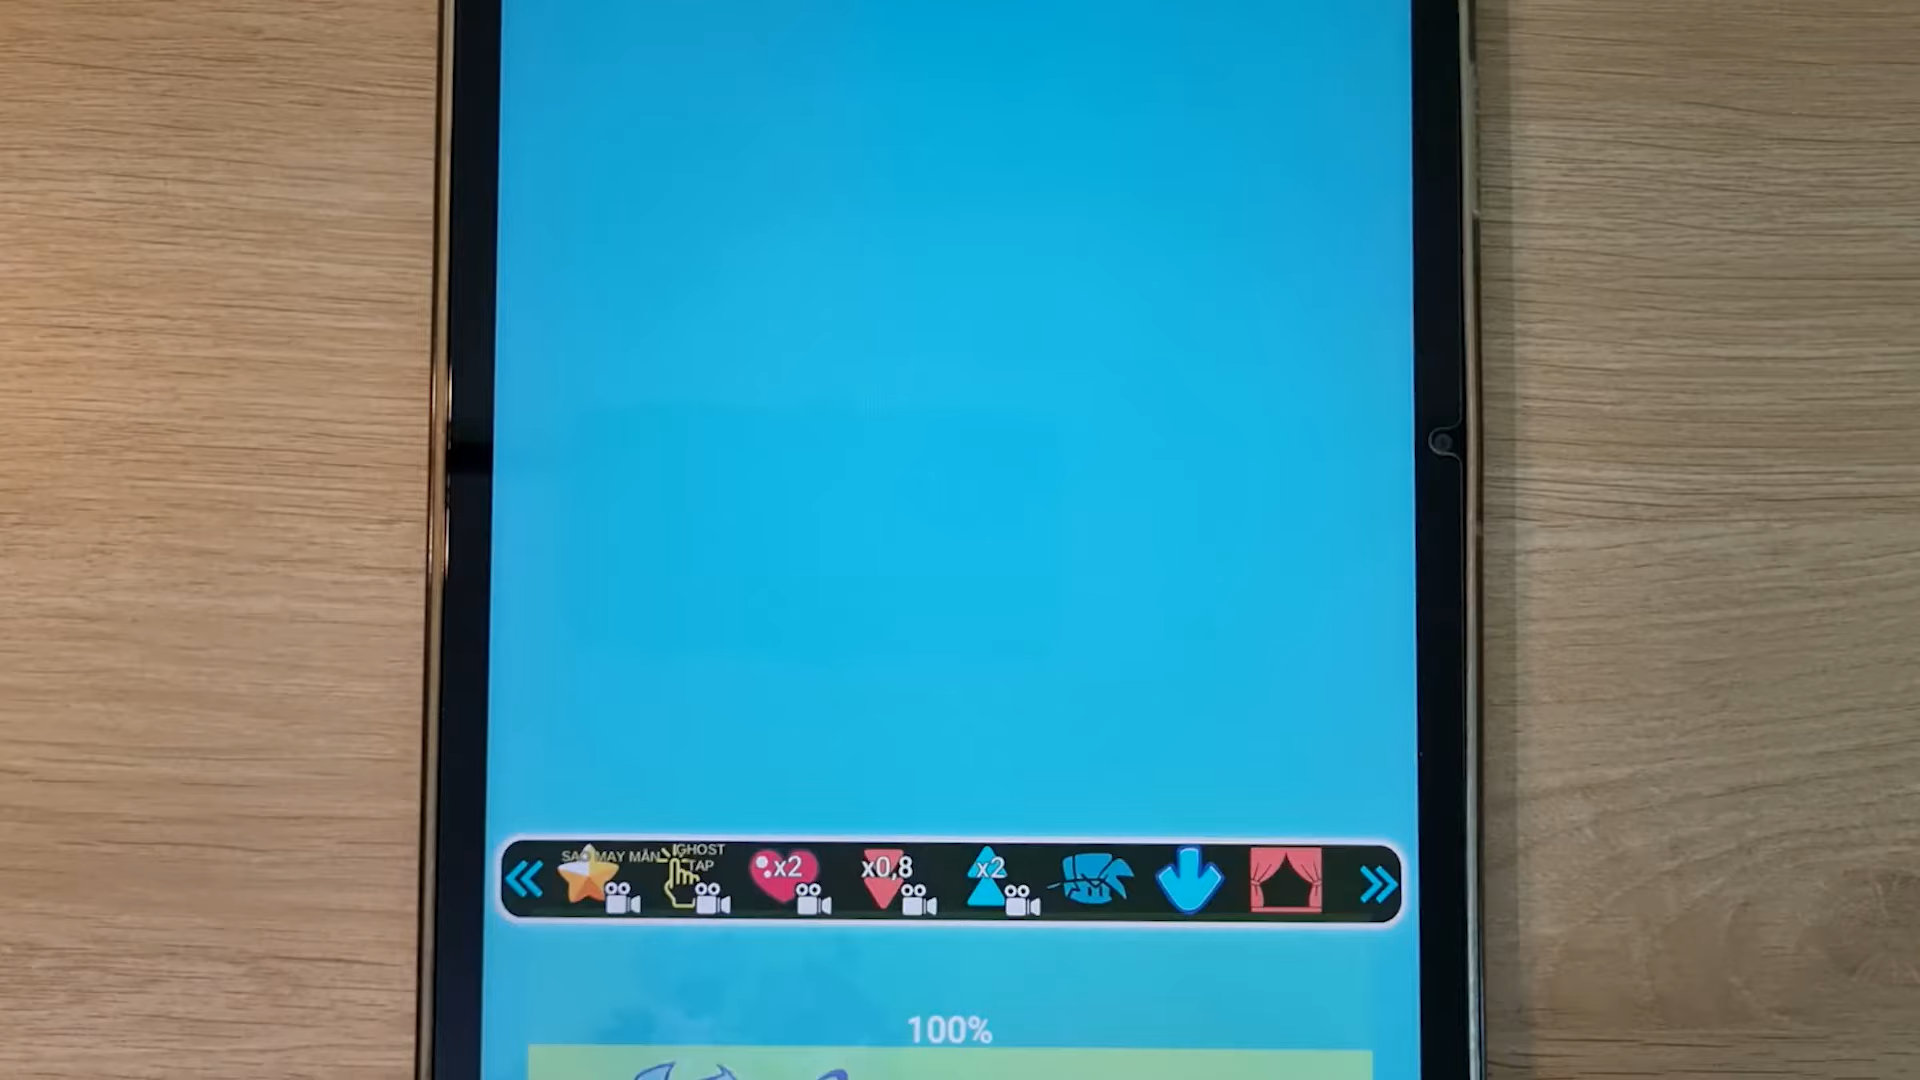 SAO MAY MẮN
GHOST
TAP
x2
x0,8
x2
100%